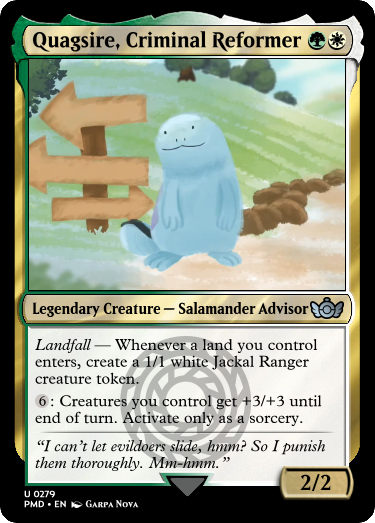 Quagsire, Criminal Reformer
Legendary Creature — Salamander Advisor
Landfall — Whenever a land you control
enters, create a 1/1 white Jackal Ranger
creature token.
6: Creatures you control get +3/+3 until
end of turn. Activate only as a sorcery.
“I can't let evildoers slide, hnm? So I punish
them thoroughly. Mm-hmm.”
2/2
U 0279
PMD • EN Garpa Nova